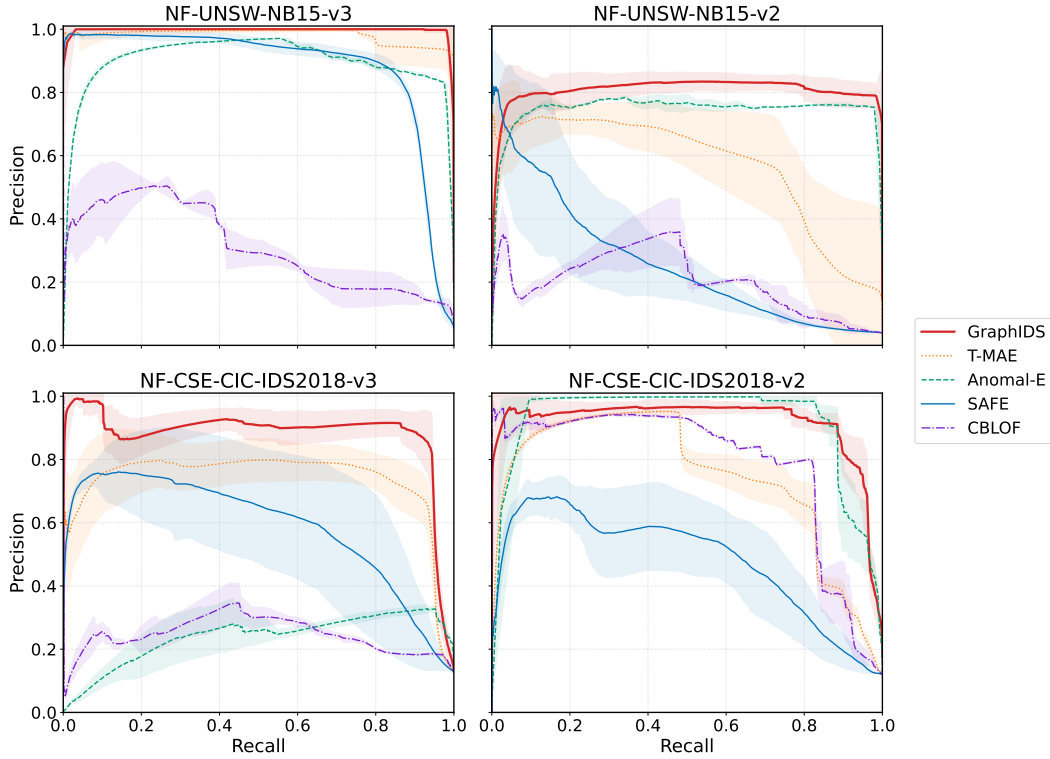 NF-UNSW-NB15-v3
NF-UNSW-NB15-v2
Precision
1.0
0.8
0.6
0.4
0.2
0.0
GraphIDS
T-MAE
Anomal-E
SAFE
CBLOF
NF-CSE-CIC-IDS2018-v3
NF-CSE-CIC-IDS2018-v2
Precision
1.0
0.8
0.6
0.4
0.2
0.0
0.0 0.2 0.4 0.6 0.8 1.0
0.0 0.2 0.4 0.6 0.8 1.0
Recall
Recall